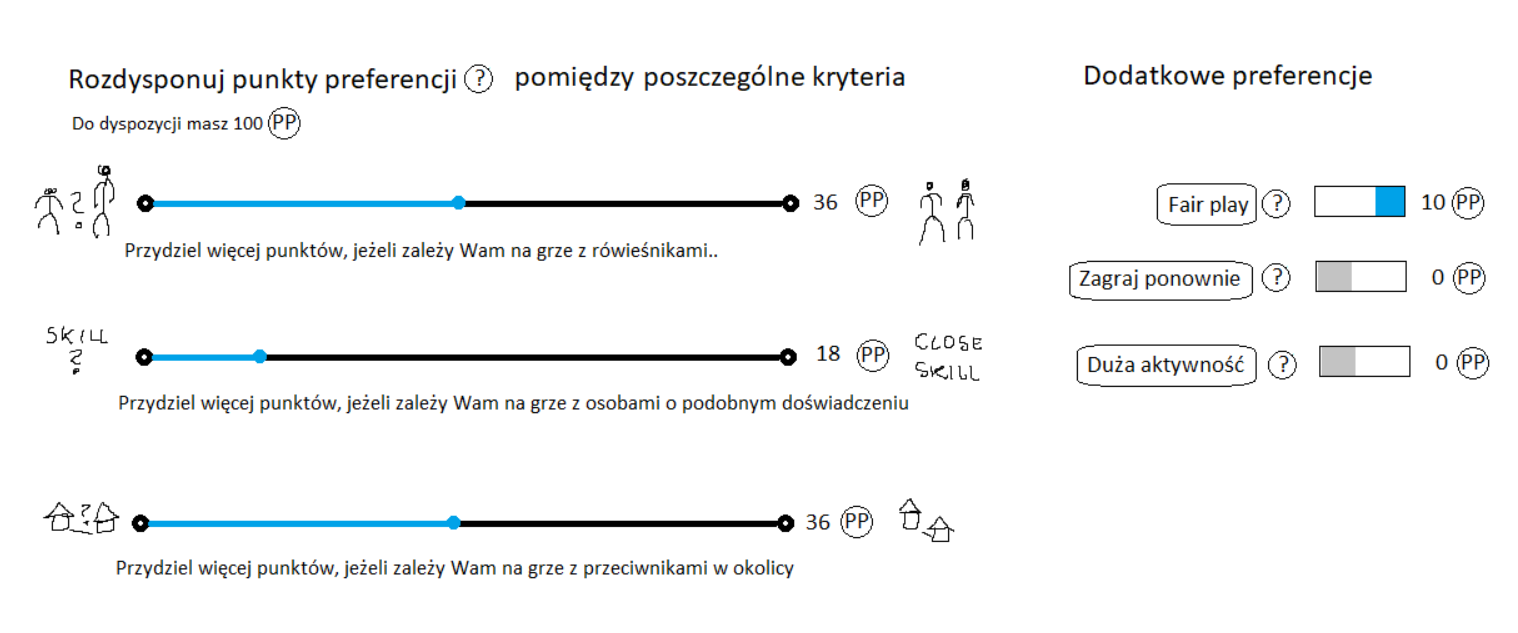 Rozdysponuj punkty preferencji ? pomiędzy poszczególne kryteria
Do dyspozycji masz 100 PP
?
36 PP
Przydziel więcej punktów, jeżeli zależy Wam na grze z rówieśnikami..
SKILL
?
18 PP
CLOSE
SKILL
Przydziel więcej punktów, jeżeli zależy Wam na grze z osobami o podobnym doświadczeniu
?
36 PP
Przydziel więcej punktów, jeżeli zależy Wam na grze z przeciwnikami w okolicy
Dodatkowe preferencje
Fair play ? 10 PP
Zagraj ponownie ? 0 PP
Duża aktywność ? 0 PP